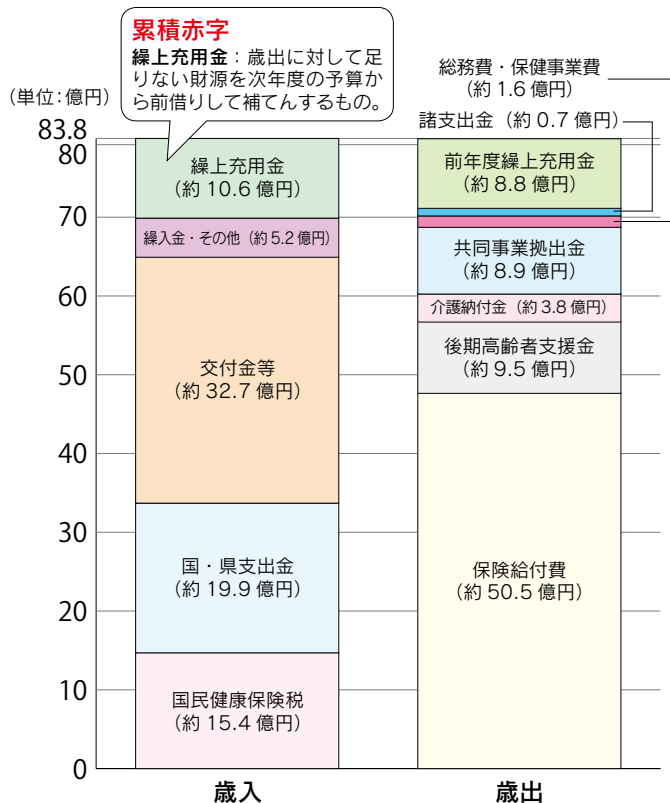 累積赤字
繰上充用金：歳出に対して足
りない財源を次年度の予算か
ら前借りして補てんするもの。
(単位：億円)
83.8
80
70
60
50
40
30
20
10
0
繰上充用金
(約 10.6 億円)
繰入金・その他 (約 5.2 億円)
交付金等
(約 32.7 億円)
国・県支出金
(約 19.9 億円)
国民健康保険税
(約 15.4 億円)
歳入
総務費・保健事業費
(約 1.6 億円)
諸支出金 (約 0.7 億円)
前年度繰上充用金
(約 8.8 億円)
共同事業拠出金
(約 8.9 億円)
介護納付金 (約 3.8 億円)
後期高齢者支援金
(約 9.5 億円)
保険給付費
(約 50.5 億円)
歳出